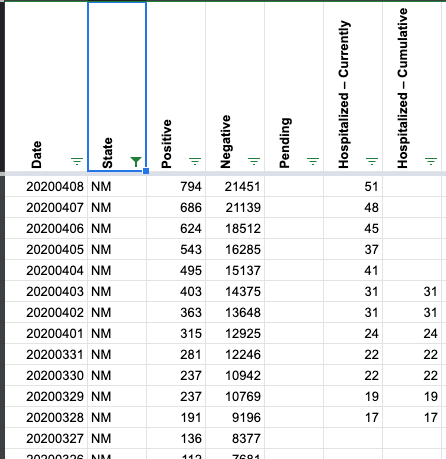 Date State Positive Negative Pending Hospitalized – Currently Hospitalized – Cumulative
20200408 NM 794 21451 51
20200407 NM 686 21139 48
20200406 NM 624 18512 45
20200405 NM 543 16285 37
20200404 NM 495 15137 41
20200403 NM 403 14375 31 31
20200402 NM 363 13648 31 31
20200401 NM 315 12925 24 24
20200331 NM 281 12246 22 22
20200330 NM 237 10942 22 22
20200329 NM 237 10769 19 19
20200328 NM 191 9196 17 17
20200327 NM 136 8377
20200326 NM 112 7681